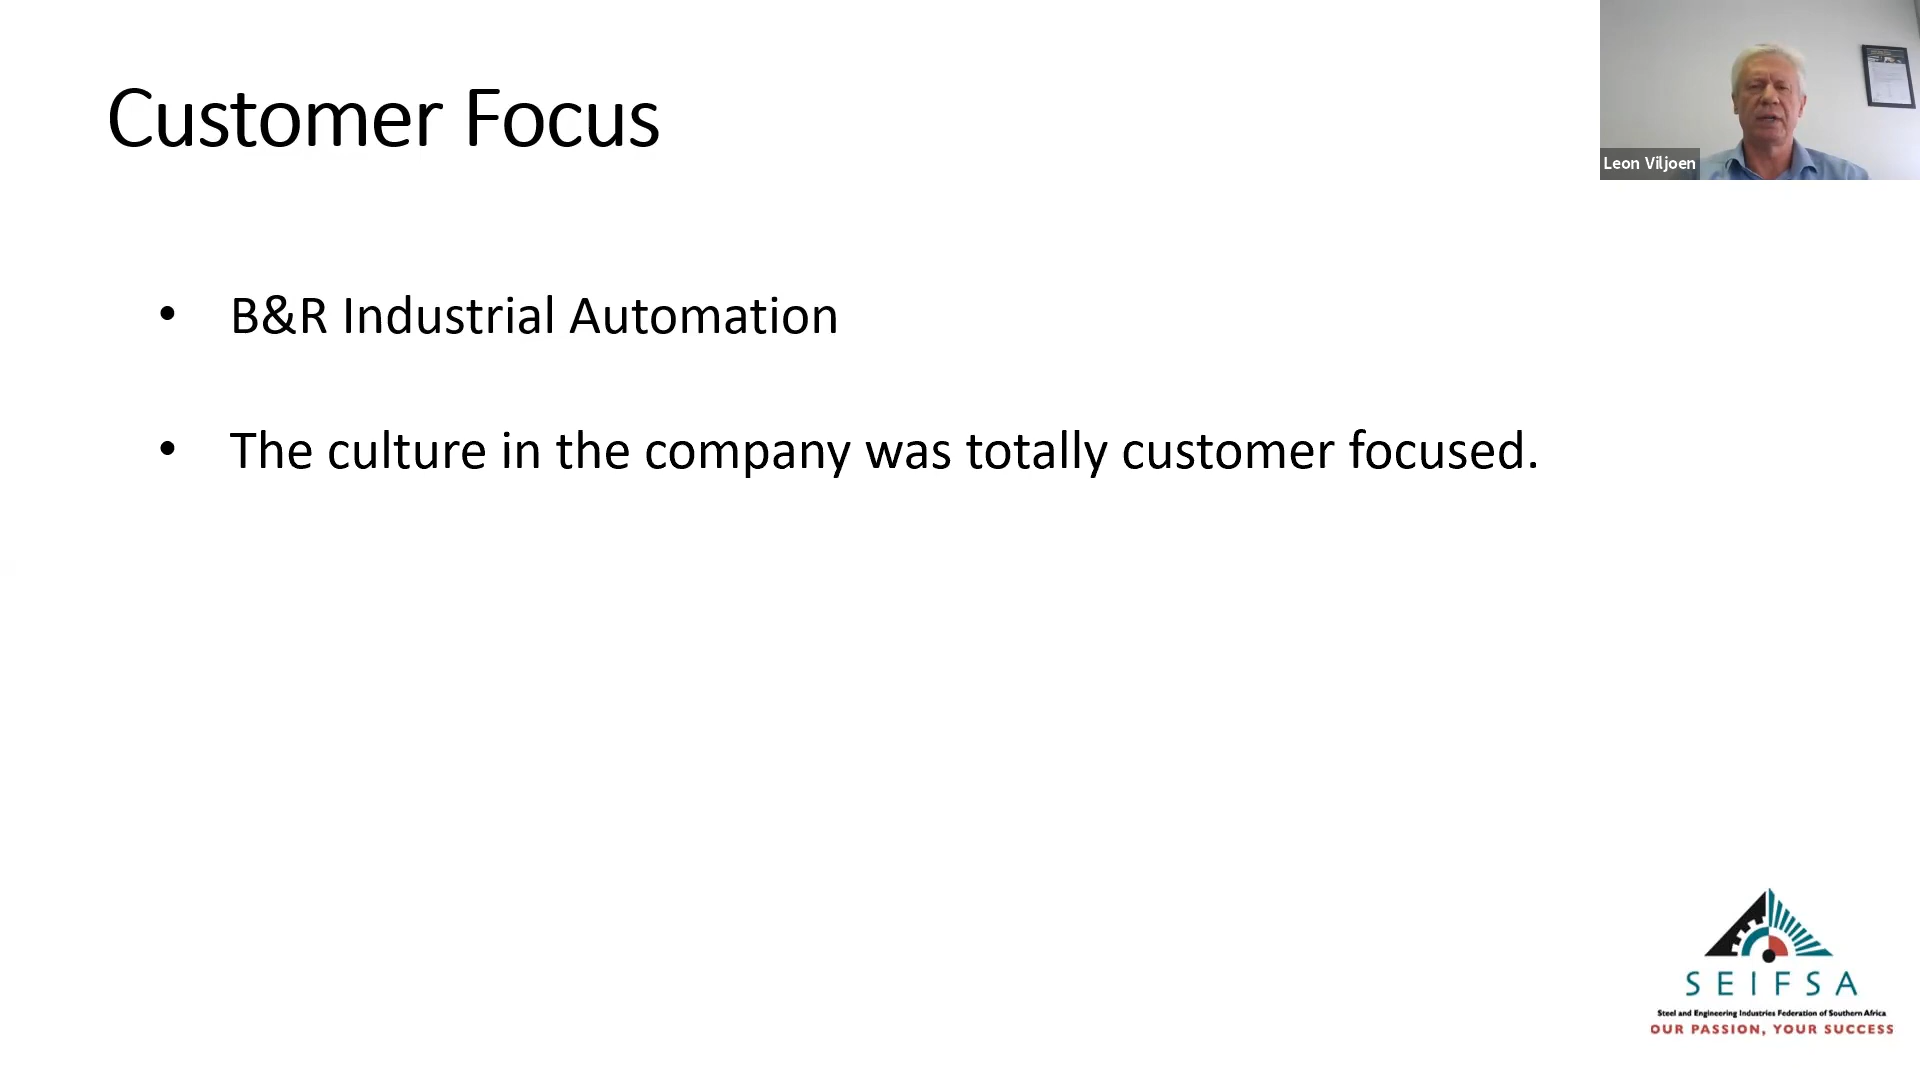 Customer Focus
Leon Viljoen
• B&R Industrial Automation
• The culture in the company was totally customer focused.
SEIFSA
Steel and Engineering Industries Federation of Southern Africa
OUR PASSION, YOUR SUCCESS